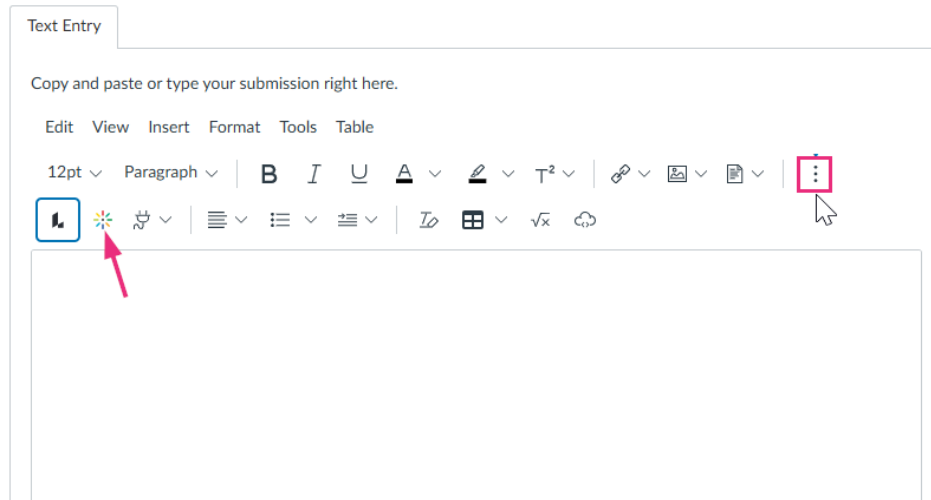 Text Entry
Copy and paste or type your submission right here.
Edit View Insert Format Tools Table
12pt Paragraph B I U A T²
√x